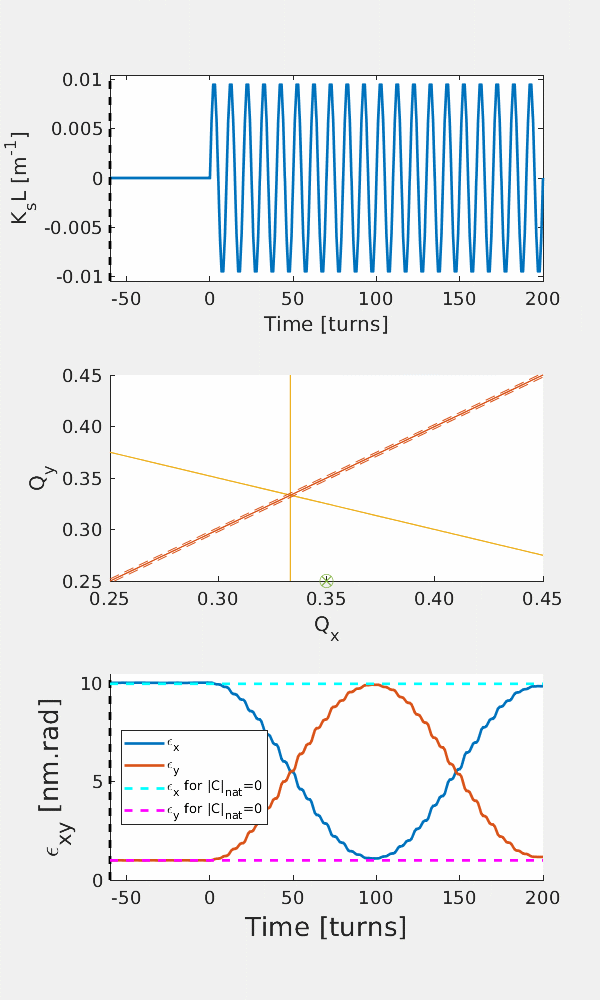 0.01
0.005
0
-0.005
-0.01
K_s L [m^-1]
-50 0 50 100 150 200
Time [turns]
0.45
0.40
0.35
0.30
0.25
Q_y
0.25 0.30 0.35 0.40 0.45
Q_x
10
5
0
ϵ_xy [nm.rad]
ϵ_x
ϵ_y
ϵ_x for |C|_nat=0
ϵ_y for |C|_nat=0
-50 0 50 100 150 200
Time [turns]